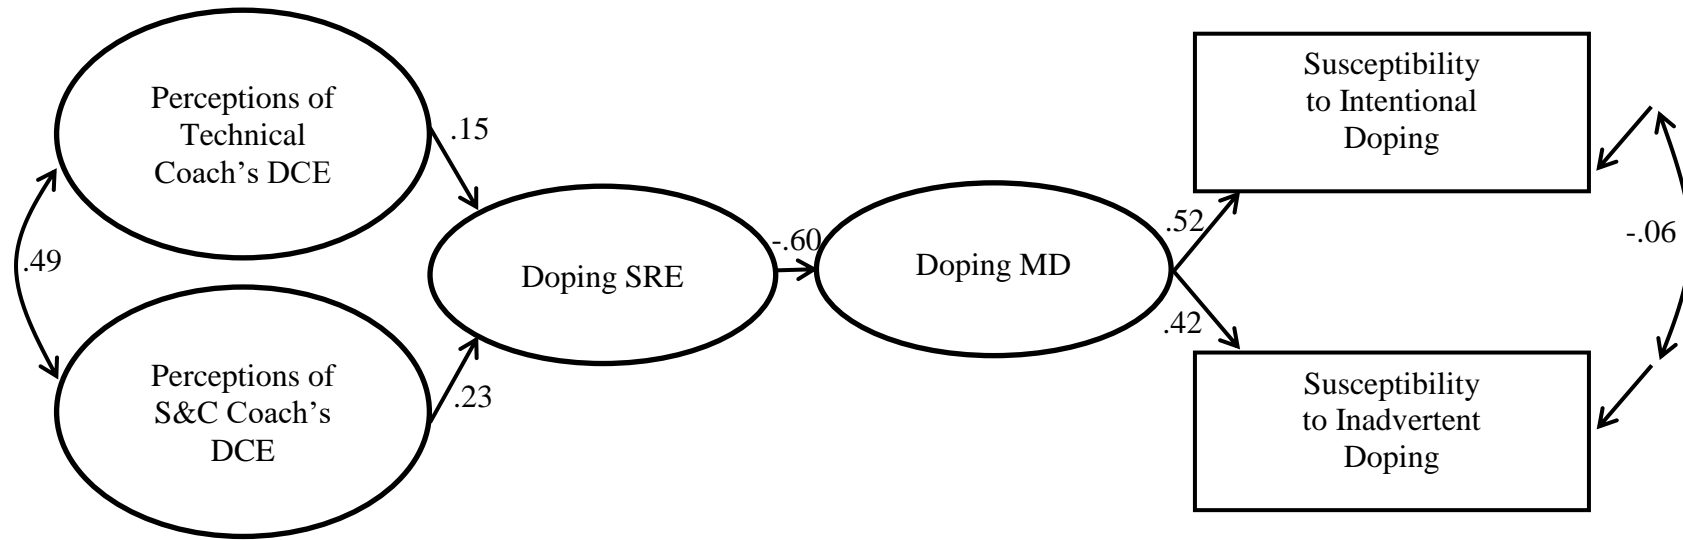 Perceptions of
Technical
Coach’s DCE
.15
.49
Perceptions of
S&C Coach’s
DCE
.23
Doping SRE
-.60
Doping MD
.52
.42
Susceptibility
to Intentional
Doping
-.06
Susceptibility
to Inadvertent
Doping